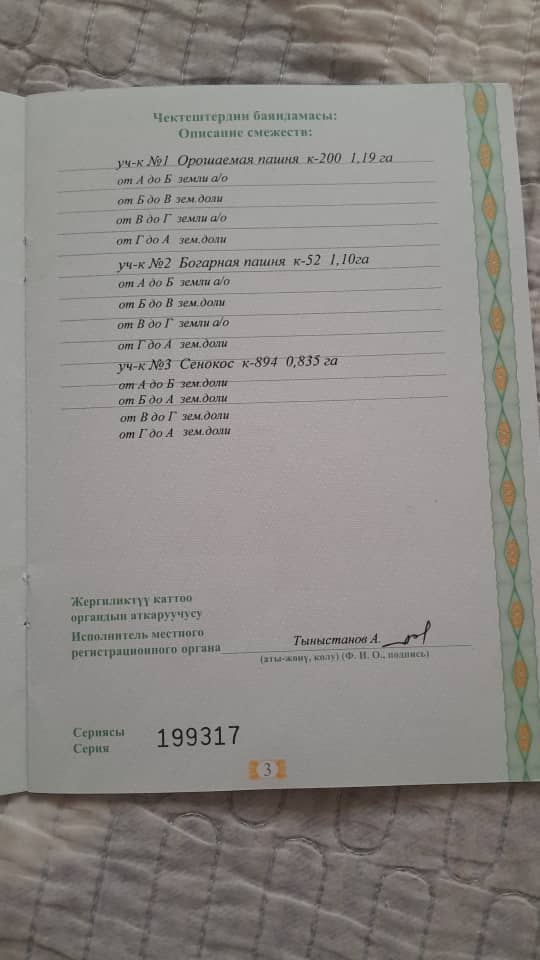 Чектештердин баяндамасы:
Описание смежеств:
уч-к №1 Орошаемая пашня к-200 1,19 га
от А до Б земли а/о
от Б до В зем.доли
от В до Г земли а/о
от Г до А зем.доли
уч-к №2 Богарная пашня к-52 1,10га
от А до Б земли а/о
от Б до В зем.доли
от В до Г земли а/о
от Г до А зем.доли
уч-к №3 Сенокос к-894 0,835 га
от А до Б зем.доли
от Б до А зем.доли
от В до Г зем.доли
от Г до А зем.доли
Жергиликтүү каттоо
органдын аткаруучусу
Исполнитель местного
регистрационного органа Тыныстанов А.
(аты-жөнү, колу) (Ф. И. О., подпись)
Сериясы
Серия 199317
3